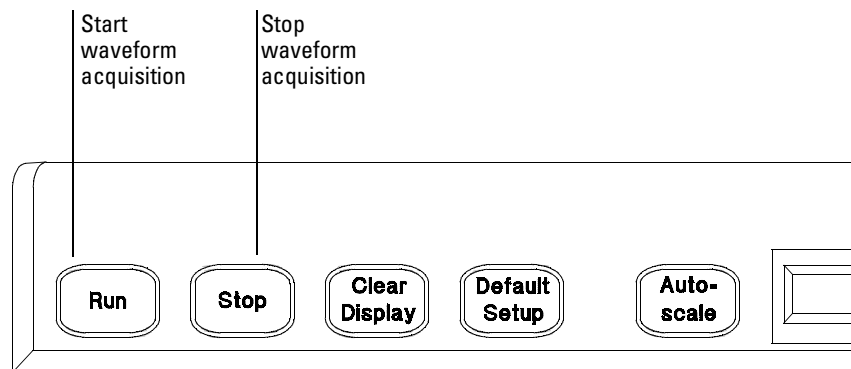 Start
waveform
acquisition
Stop
waveform
acquisition
Run
Stop
Clear
Display
Default
Setup
Auto-
scale